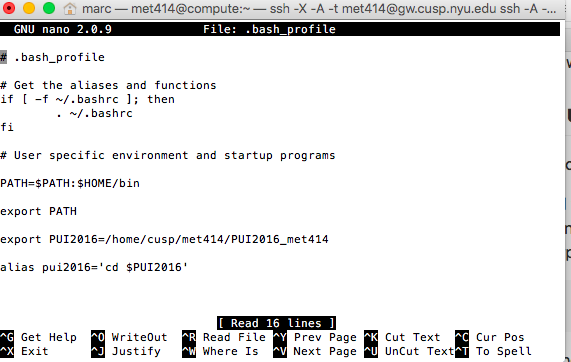 marc — met414@compute:~ — ssh -X -A -t met414@gw.cusp.nyu.edu ssh -A -...
GNU nano 2.0.9 File: .bash_profile
# .bash_profile
# Get the aliases and functions
if [ -f ~/.bashrc ]; then
. ~/.bashrc
fi
# User specific environment and startup programs
PATH=$PATH:$HOME/bin
export PATH
export PUI2016=/home/cusp/met414/PUI2016_met414
alias pui2016='cd $PUI2016'
[ Read 16 lines ]
^G Get Help ^O WriteOut ^R Read File ^Y Prev Page ^K Cut Text ^C Cur Pos
^X Exit ^J Justify ^W Where Is ^V Next Page ^U UnCut Text ^T To Spell